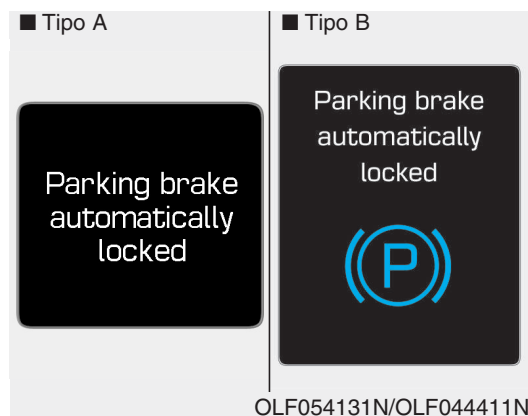 ■ Tipo A
Parking brake
automatically
locked
■ Tipo B
Parking brake
automatically
locked
P
OLF054131N/OLF044411N